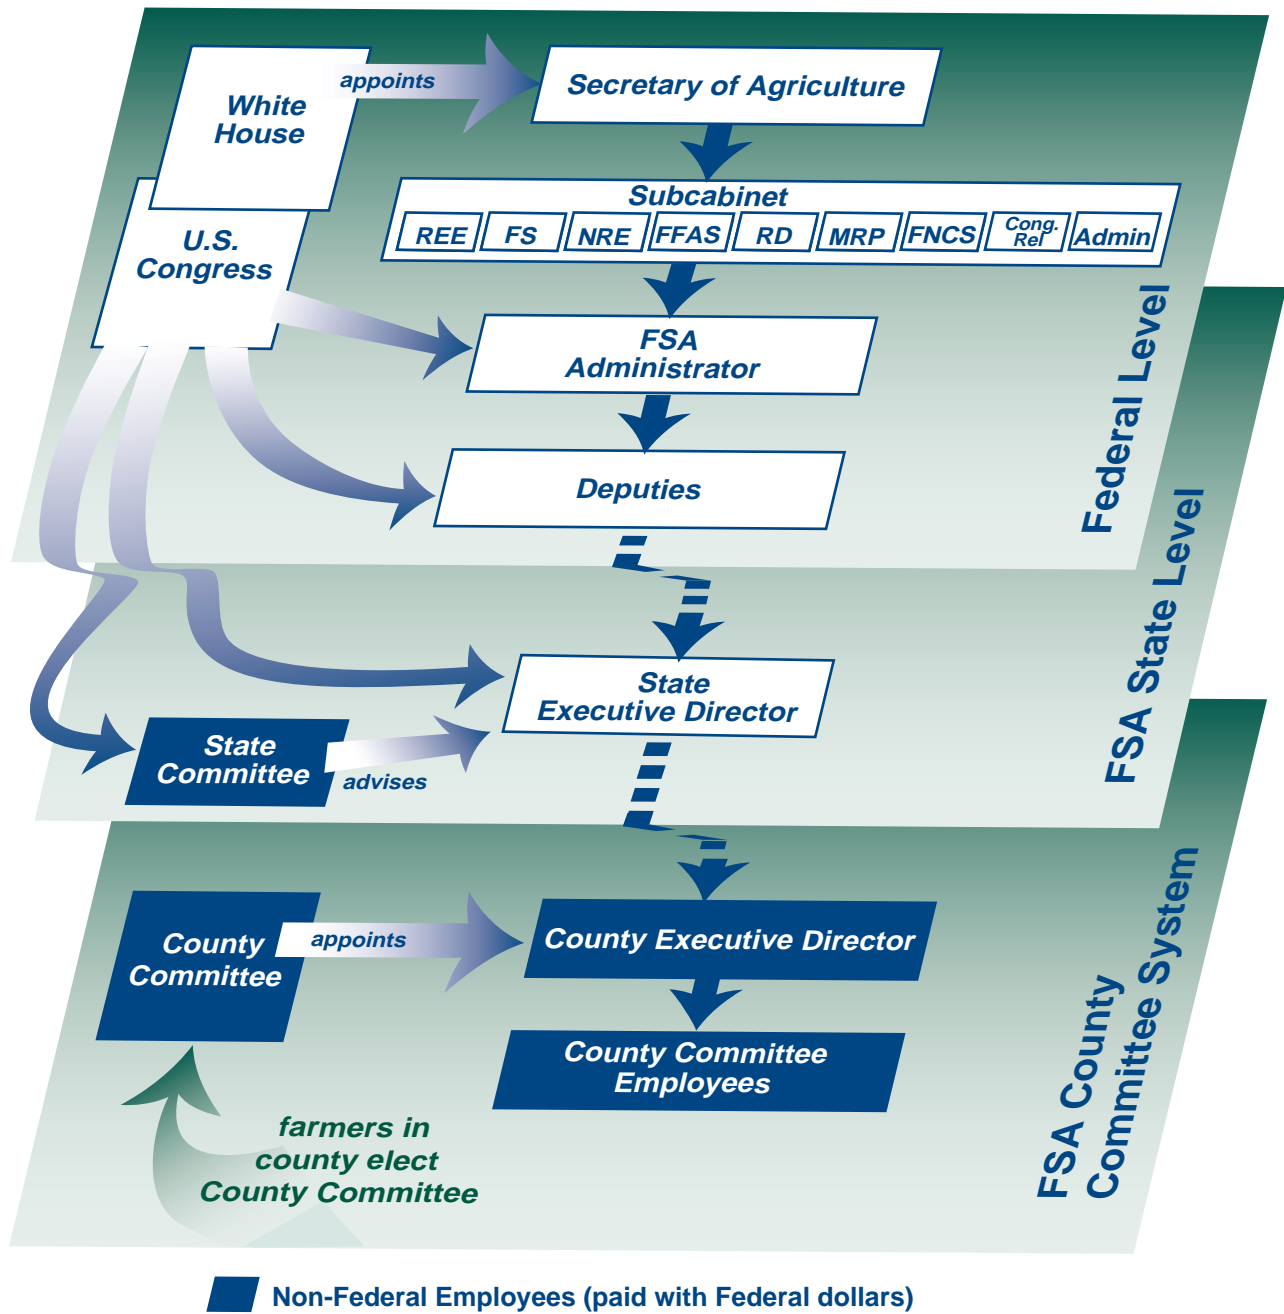 White
House
appoints
Secretary of Agriculture
U.S.
Congress
Subcabinet
REE
FS
NRE
FFAS
RD
MRP
FNCS
Cong.
Rel
Admin
FSA
Administrator
Deputies
Federal Level
State
Executive Director
State
Committee
advises
FSA State Level
County
Committee
appoints
County Executive Director
County Committee
Employees
farmers in
county elect
County Committee
FSA County
Committee System
Non-Federal Employees (paid with Federal dollars)